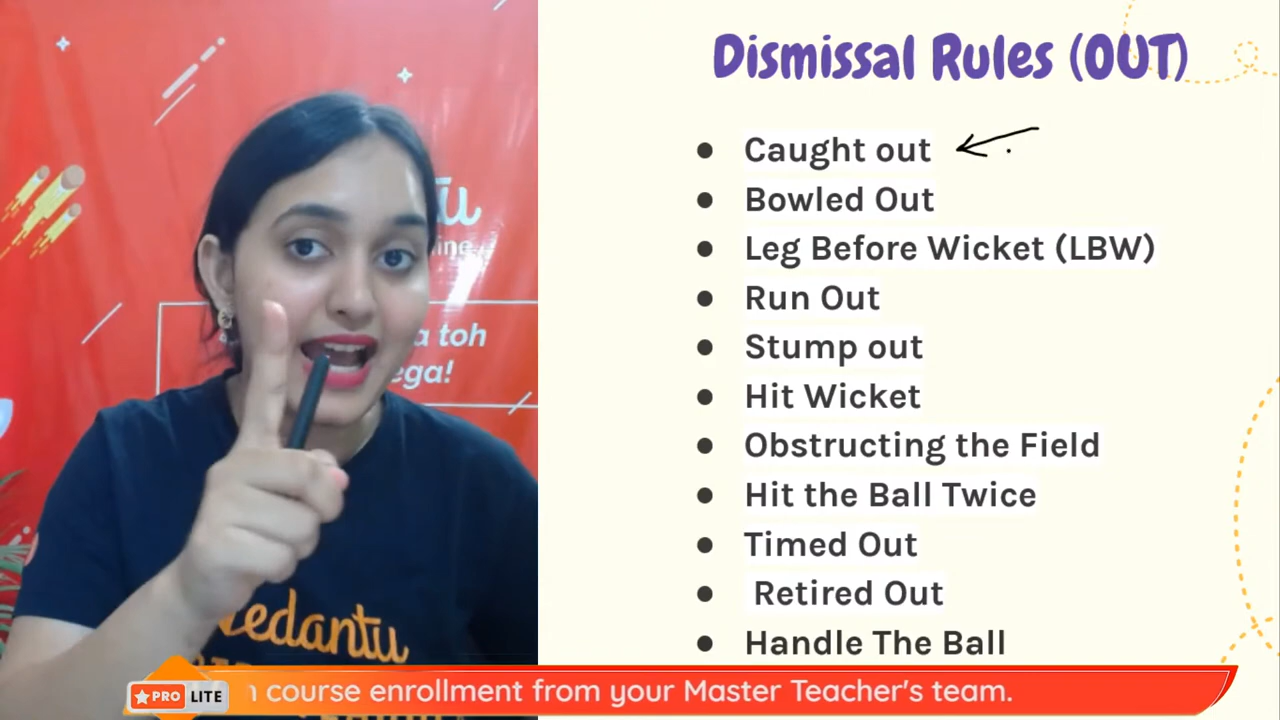 Dismissal Rules (OUT)
● Caught out
● Bowled Out
● Leg Before Wicket (LBW)
● Run Out
● Stump out
● Hit Wicket
● Obstructing the Field
● Hit the Ball Twice
● Timed Out
● Retired Out
● Handle The Ball
toh
Vedantu
PRO LITE
course enrollment from your Master Teacher's team.